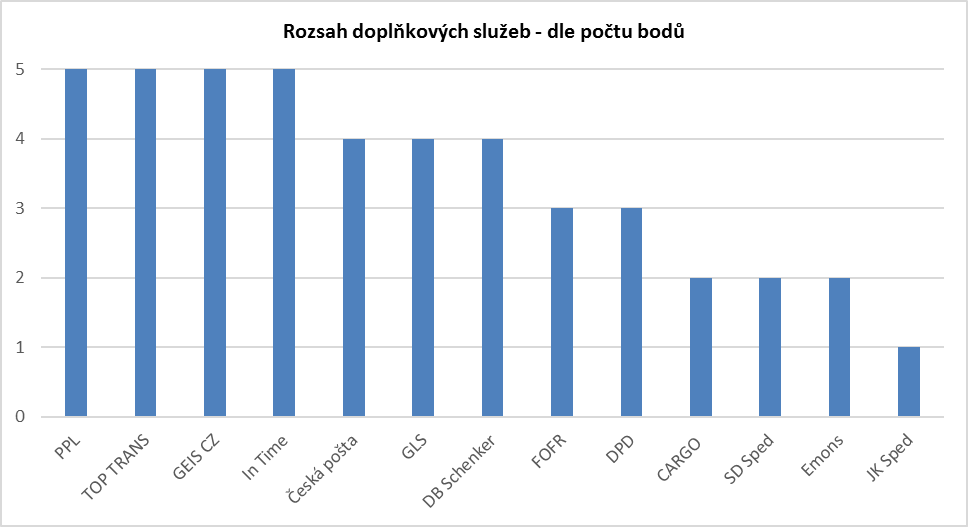 Rozsah doplňkových služeb - dle počtu bodů
5
4
3
2
1
0
PPL
TOP TRANS
GEIS CZ
In Time
Česká pošta
GLS
DB Schenker
FOFR
DPD
CARGO
SD Sped
Emons
JK Sped